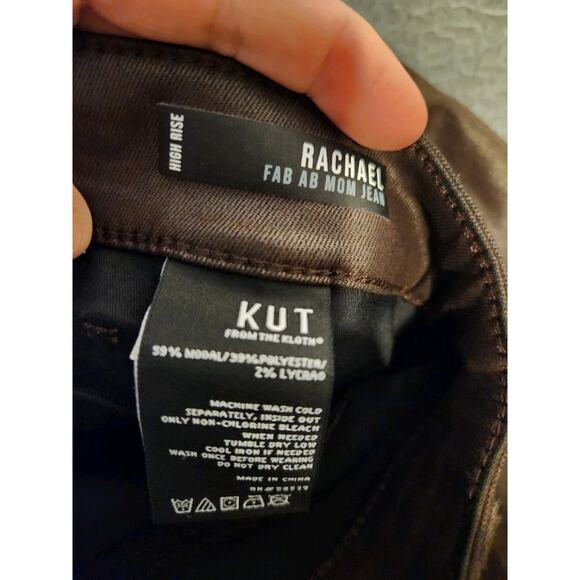 HIGH RISE
RACHAEL
FAB AB MOM JEAN
KUT
FROM THE KLOTH®
59% MODAL/39% POLYESTER/
2% LYCRA®
MACHINE WASH COLD
SEPARATELY, INSIDE OUT
ONLY NON-CHLORINE BLEACH
WHEN NEEDED
TUMBLE DRY LOW
COOL IRON IF NEEDED
WASH ONCE BEFORE WEARING
DO NOT DRY CLEAN
MADE IN CHINA